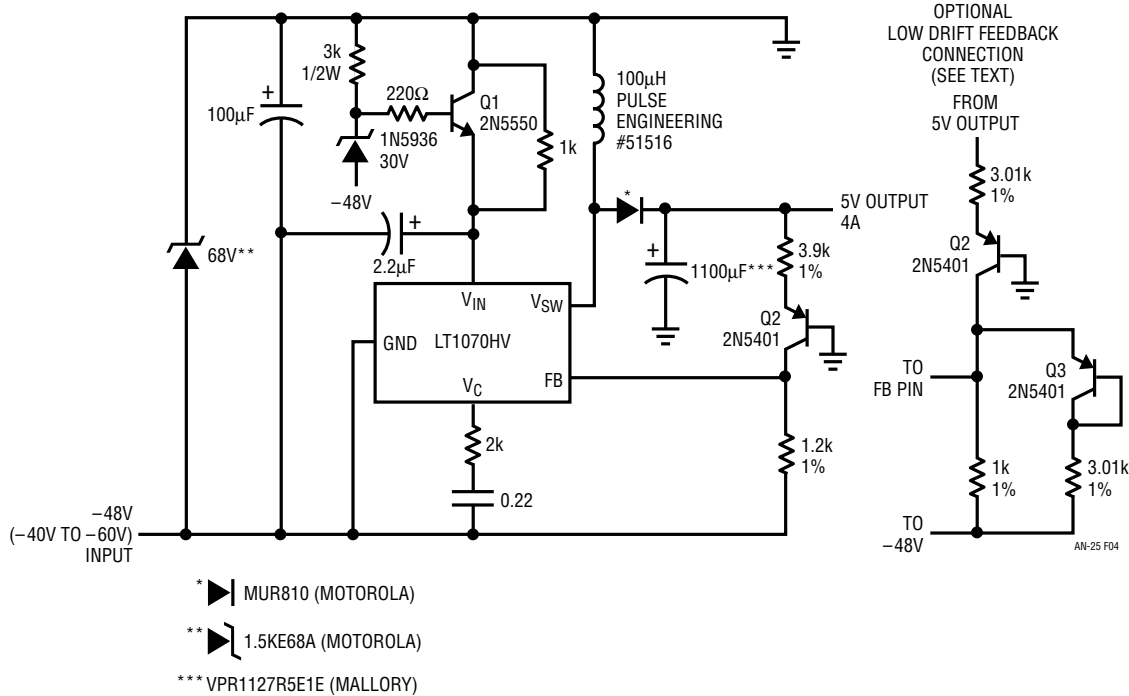 3k
1/2W
220Ω
+
100µF
1N5936
30V
−48V
Q1
2N5550
1k
100µH
PULSE
ENGINEERING
#51516
*
5V OUTPUT
4A
68V**
+
2.2µF
+
1100µF***
3.9k
1%
Q2
2N5401
VIN
VSW
GND
LT1070HV
FB
VC
2k
0.22
1.2k
1%
−48V
(−40V TO −60V)
INPUT
OPTIONAL
LOW DRIFT FEEDBACK
CONNECTION
(SEE TEXT)
FROM
5V OUTPUT
3.01k
1%
Q2
2N5401
TO
FB PIN
Q3
2N5401
1k
1%
3.01k
1%
TO
−48V
AN-25 F04
* MUR810 (MOTOROLA)
** 1.5KE68A (MOTOROLA)
*** VPR1127R5E1E (MALLORY)